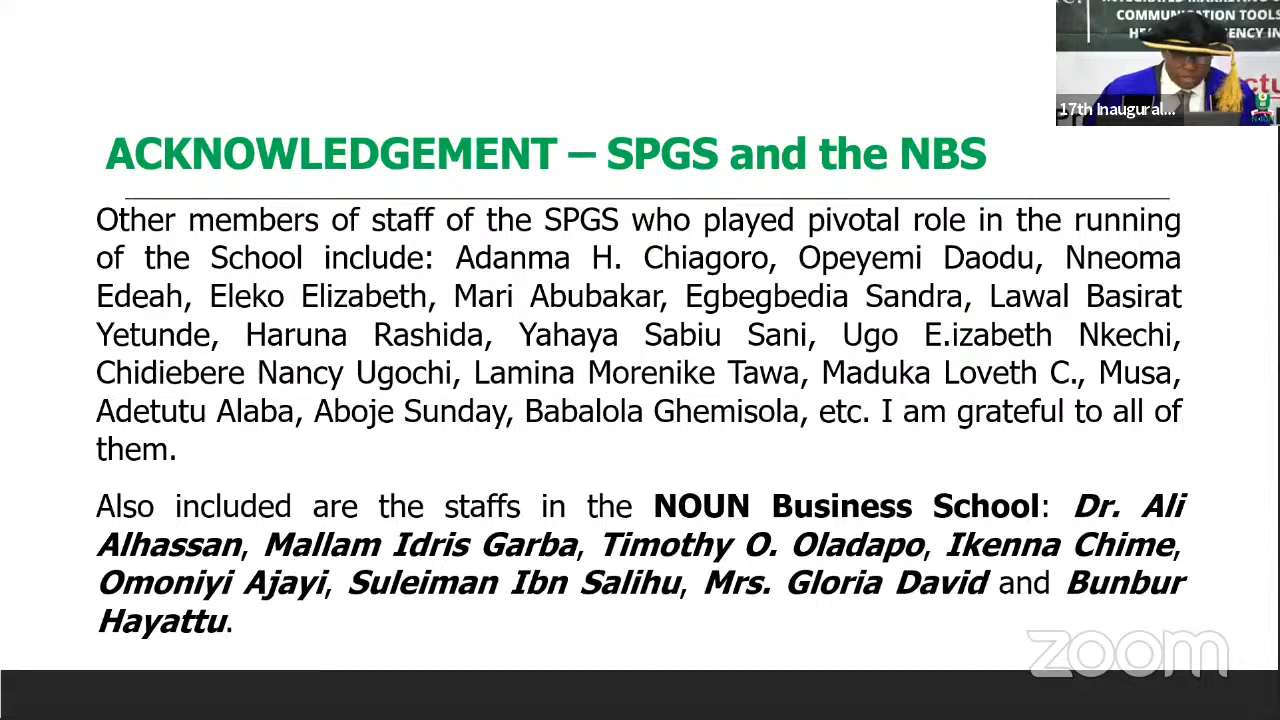 COMMUNICATION TOOLS
17th Inaugural...
ACKNOWLEDGEMENT – SPGS and the NBS
Other members of staff of the SPGS who played pivotal role in the running
of the School include: Adanma H. Chiagoro, Opeyemi Daodu, Nneoma
Edeah, Eleko Elizabeth, Mari Abubakar, Egbegbedia Sandra, Lawal Basirat
Yetunde, Haruna Rashida, Yahaya Sabiu Sani, Ugo E.izabeth Nkechi,
Chidiebere Nancy Ugochi, Lamina Morenike Tawa, Maduka Loveth C., Musa,
Adetutu Alaba, Aboje Sunday, Babalola Ghemisola, etc. I am grateful to all of
them.
Also included are the staffs in the NOUN Business School: Dr. Ali
Alhassan, Mallam Idris Garba, Timothy O. Oladapo, Ikenna Chime,
Omoniyi Ajayi, Suleiman Ibn Salihu, Mrs. Gloria David and Bunbur
Hayattu.
zoom